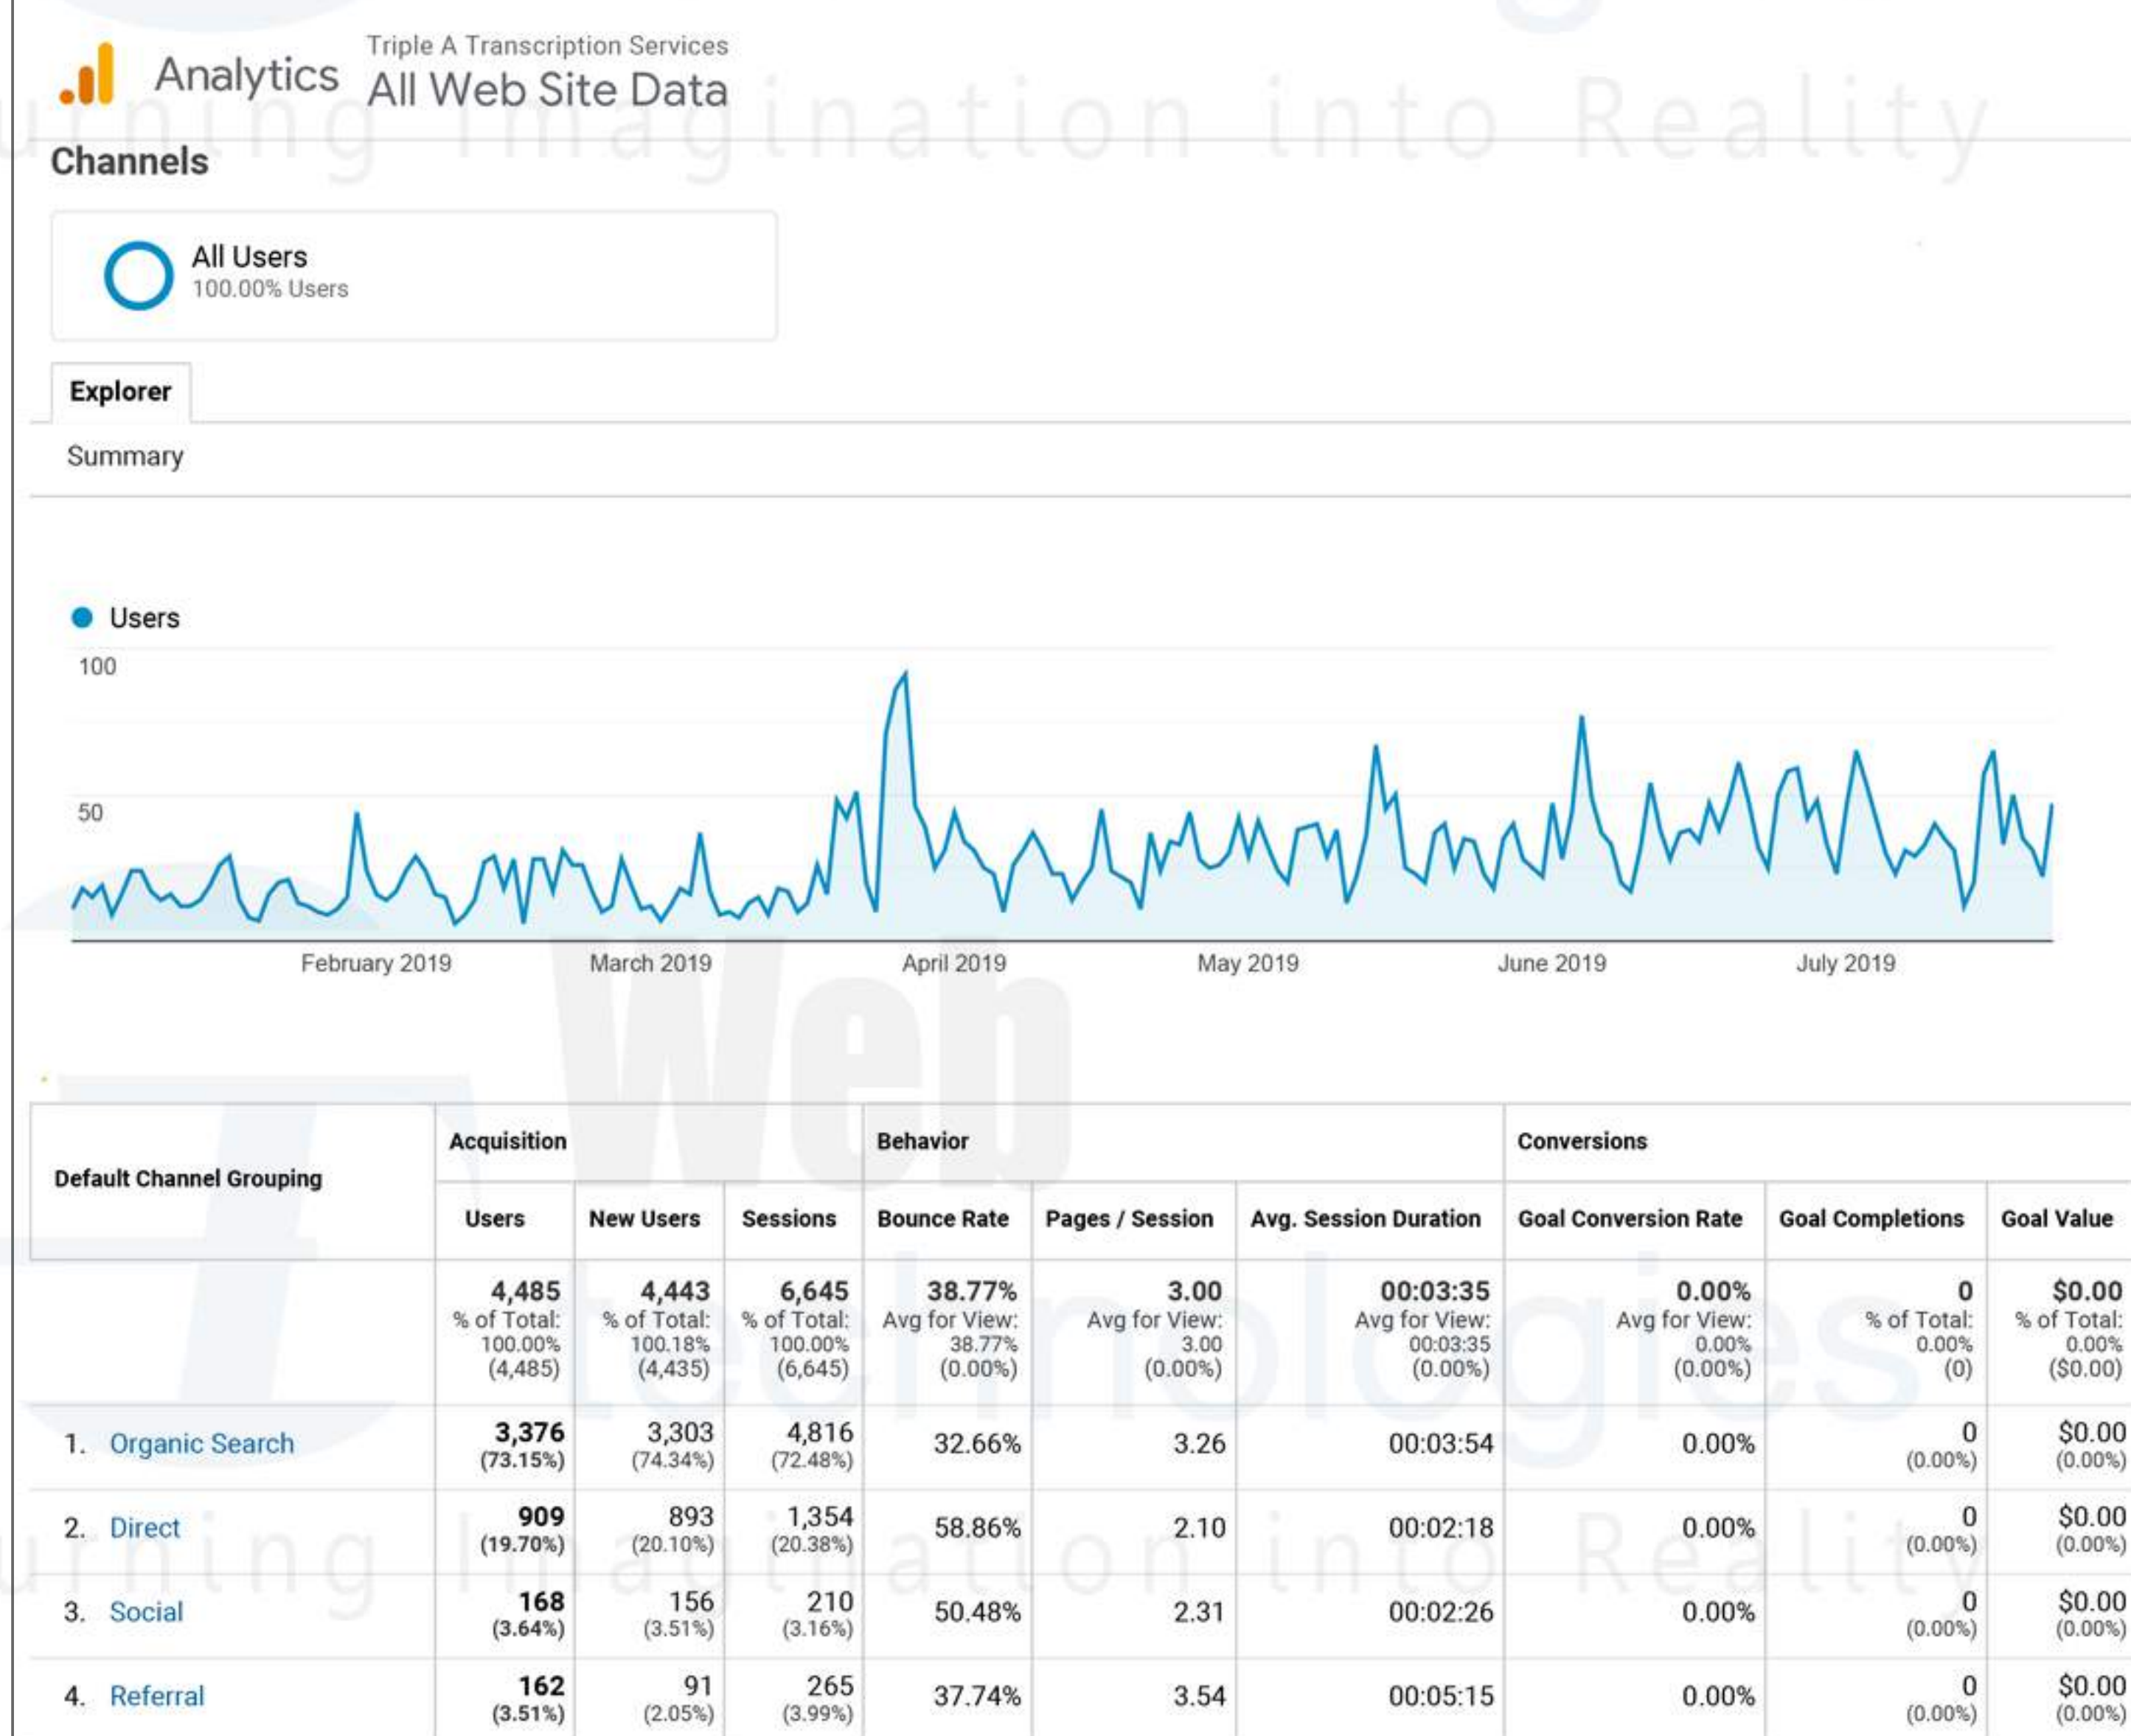 Triple A Transcription Services
Analytics All Web Site Data
urning Imagination into Reality
Channels
All Users
100.00% Users
Explorer
Summary
Users
100
50
February 2019 March 2019 April 2019 May 2019 June 2019 July 2019
Web
technologies
Default Channel Grouping Acquisition Behavior Conversions
Users New Users Sessions Bounce Rate Pages / Session Avg. Session Duration Goal Conversion Rate Goal Completions Goal Value
4,485 4,443 6,645 38.77% 3.00 00:03:35 0.00% 0 $0.00
% of Total: % of Total: % of Total: Avg for View: Avg for View: Avg for View: Avg for View: % of Total: % of Total:
100.00% 100.18% 100.00% 38.77% 3.00 00:03:35 0.00% 0.00% 0.00%
(4,485) (4,435) (6,645) (0.00%) (0.00%) (0.00%) (0.00%) (0) ($0.00)
1. Organic Search 3,376 3,303 4,816 32.66% 3.26 00:03:54 0.00% 0 $0.00
(73.15%) (74.34%) (72.48%) (0.00%) (0.00%)
2. Direct 909 893 1,354 58.86% 2.10 00:02:18 0.00% 0 $0.00
(19.70%) (20.10%) (20.38%) (0.00%) (0.00%)
urning Imagination into Reality
3. Social 168 156 210 50.48% 2.31 00:02:26 0.00% 0 $0.00
(3.64%) (3.51%) (3.16%) (0.00%) (0.00%)
4. Referral 162 91 265 37.74% 3.54 00:05:15 0.00% 0 $0.00
(3.51%) (2.05%) (3.99%) (0.00%) (0.00%)